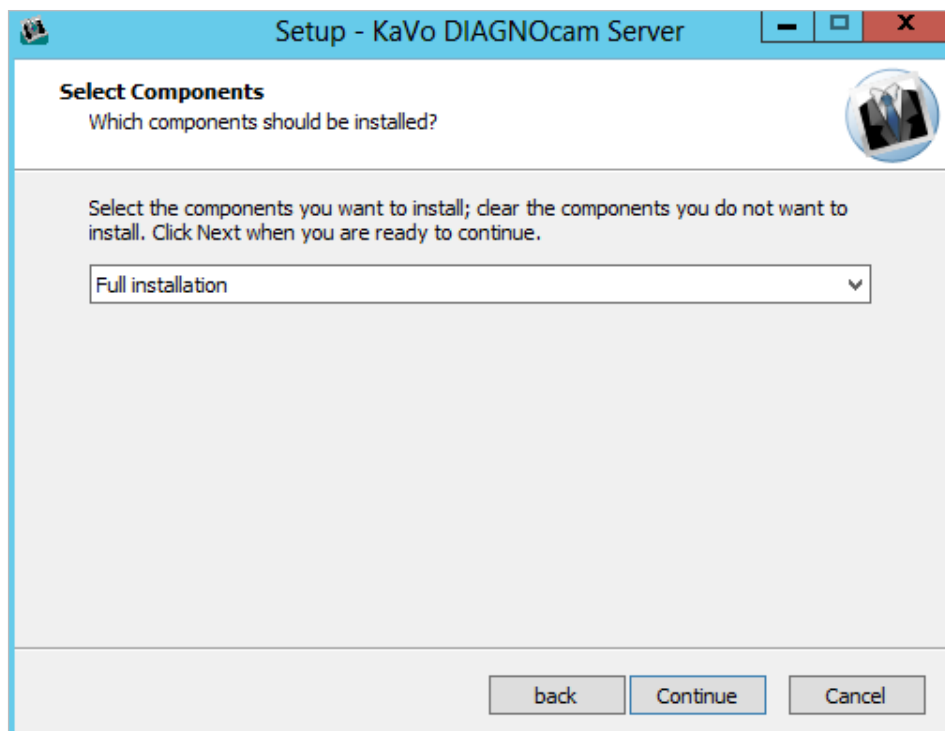 Setup - KaVo DIAGNOcam Server
Select Components
Which components should be installed?
Select the components you want to install; clear the components you do not want to
install. Click Next when you are ready to continue.
Full installation
back
Continue
Cancel